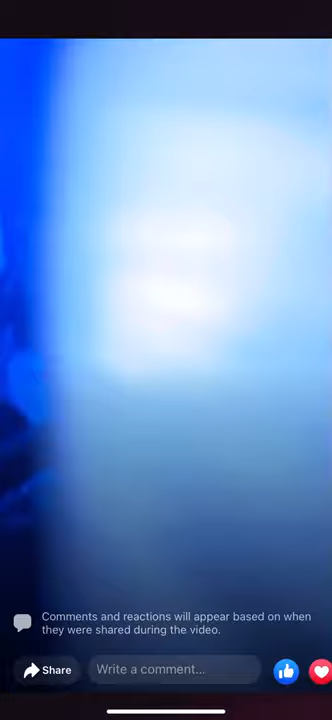 Comments and reactions will appear based on when
they were shared during the video.
Share
Write a comment...